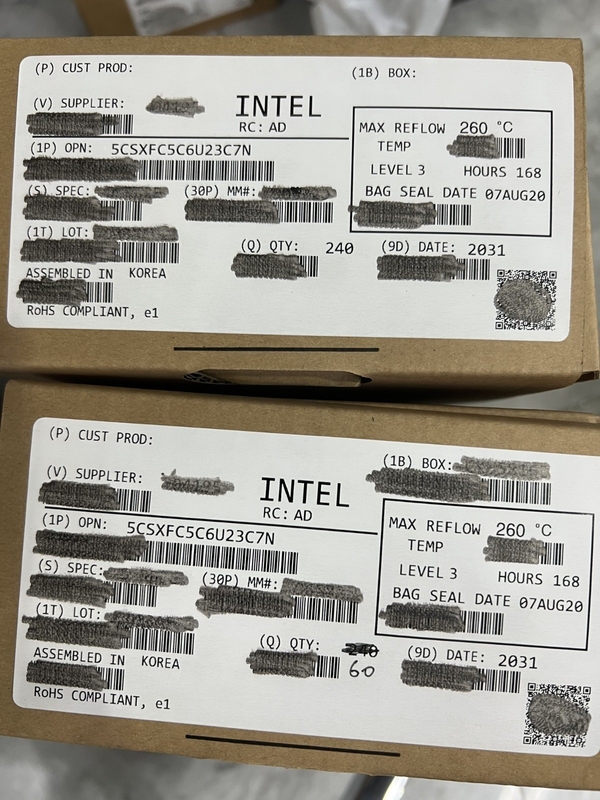 (P) CUST PROD:
(1B) BOX:
(V) SUPPLIER:
INTEL
RC: AD
MAX REFLOW 260 °C
TEMP
(1P) OPN: 5CSXFC5C6U23C7N
LEVEL 3 HOURS 168
(S) SPEC:
(30P) MM#:
BAG SEAL DATE 07AUG20
(1T) LOT:
(Q) QTY: 240
(9D) DATE: 2031
ASSEMBLED IN KOREA
RoHS COMPLIANT, e1
(P) CUST PROD:
(1B) BOX:
(V) SUPPLIER:
INTEL
RC: AD
MAX REFLOW 260 °C
TEMP
(1P) OPN: 5CSXFC5C6U23C7N
LEVEL 3 HOURS 168
(S) SPEC:
(30P) MM#:
BAG SEAL DATE 07AUG20
(1T) LOT:
(Q) QTY: 240
60
(9D) DATE: 2031
ASSEMBLED IN KOREA
RoHS COMPLIANT, e1